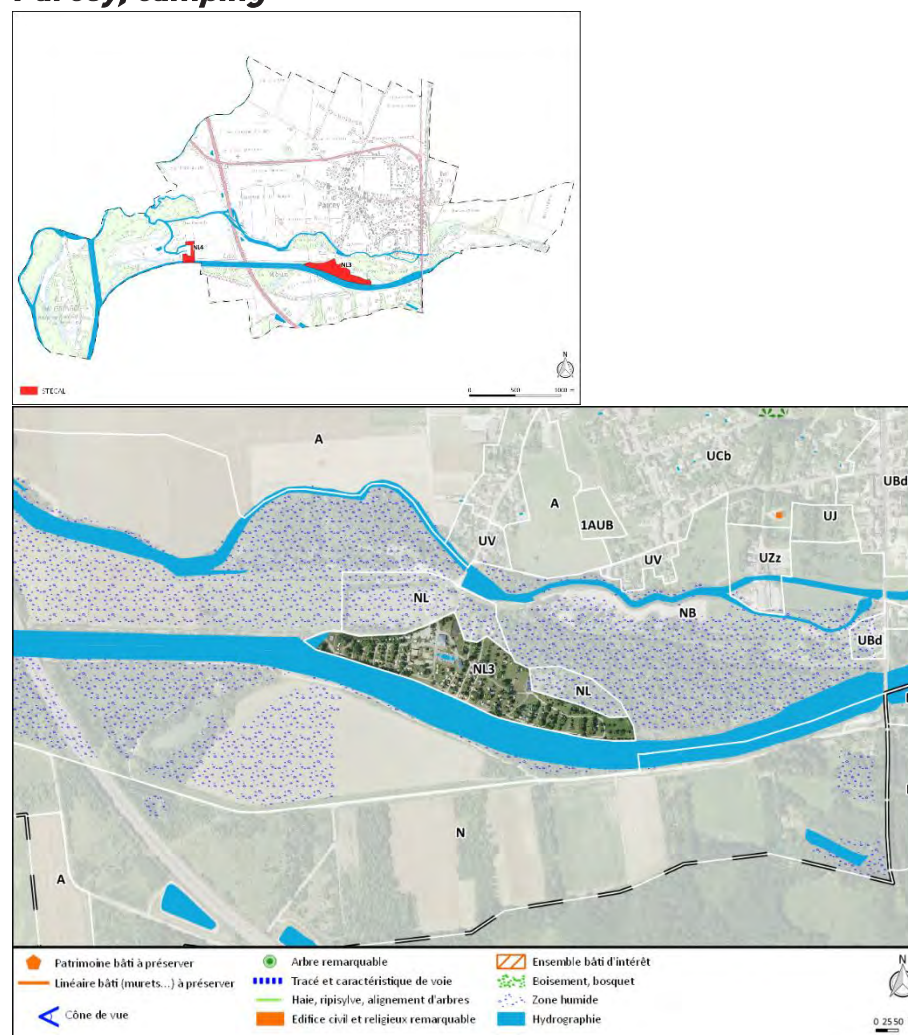 Parcey, camping
NL4
NL3
Parcey
STECAL
0 500 1000 m
N
A
UCb
UBd
A
1AUB
UJ
UV
UV
UZz
NL
NB
UBd
NL3
NL
N
A
Patrimoine bâti à préserver
Linéaire bâti (murets...) à préserver
Cône de vue
Arbre remarquable
Tracé et caractéristique de voie
Haie, ripisylve, alignement d'arbres
Edifice civil et religieux remarquable
Ensemble bâti d'intérêt
Boisement, bosquet
Zone humide
Hydrographie
N
0 25 50